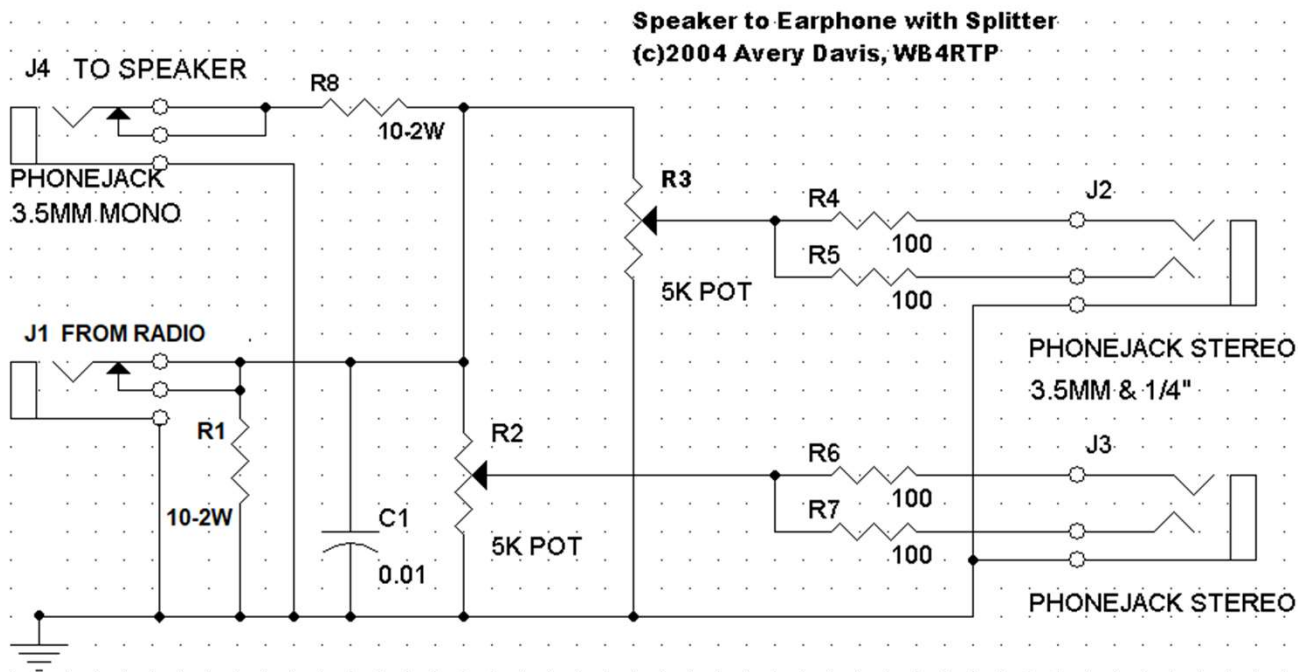 Speaker to Earphone with Splitter
(c)2004 Avery Davis, WB4RTP
J4 TO SPEAKER
R8
10-2W
PHONEJACK
3.5MM MONO
R3
5K POT
R4
100
R5
100
J2
PHONEJACK STEREO
3.5MM & 1/4"
J1 FROM RADIO
R1
10-2W
C1
0.01
R2
5K POT
R6
100
R7
100
J3
PHONEJACK STEREO